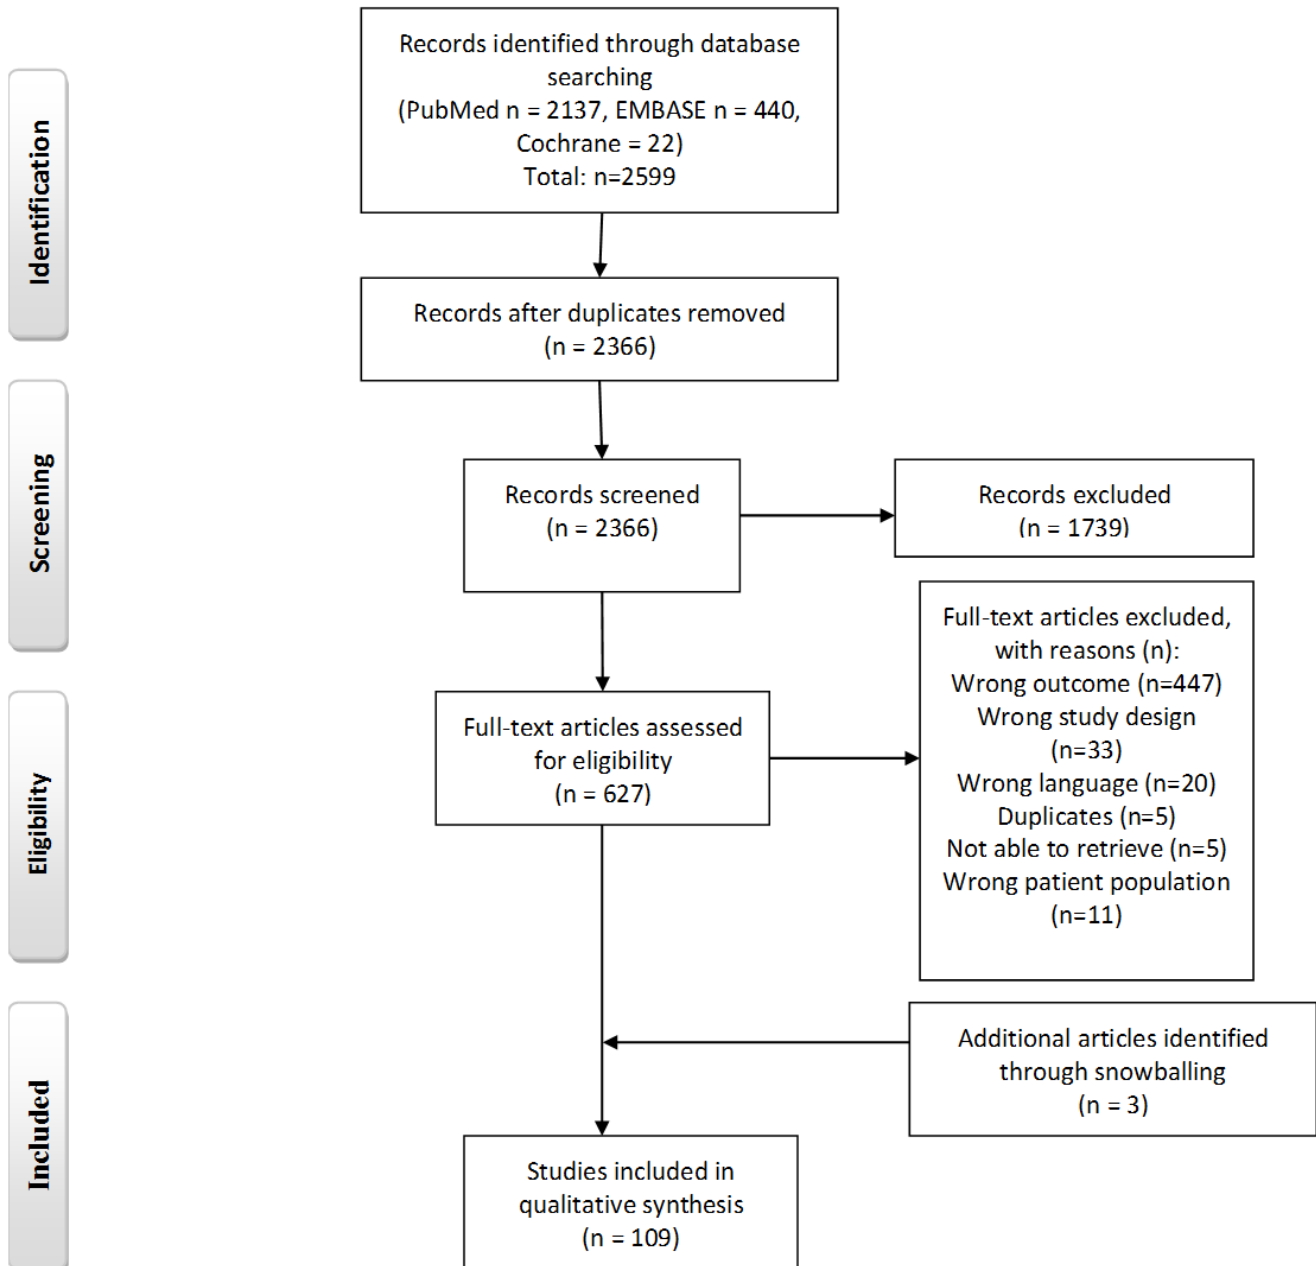 Identification
Records identified through database
searching
(PubMed n = 2137, EMBASE n = 440,
Cochrane = 22)
Total: n=2599
Records after duplicates removed
(n = 2366)
Screening
Records screened
(n = 2366)
Records excluded
(n = 1739)
Eligibility
Full-text articles assessed
for eligibility
(n = 627)
Full-text articles excluded,
with reasons (n):
Wrong outcome (n=447)
Wrong study design
(n=33)
Wrong language (n=20)
Duplicates (n=5)
Not able to retrieve (n=5)
Wrong patient population
(n=11)
Included
Additional articles identified
through snowballing
(n = 3)
Studies included in
qualitative synthesis
(n = 109)